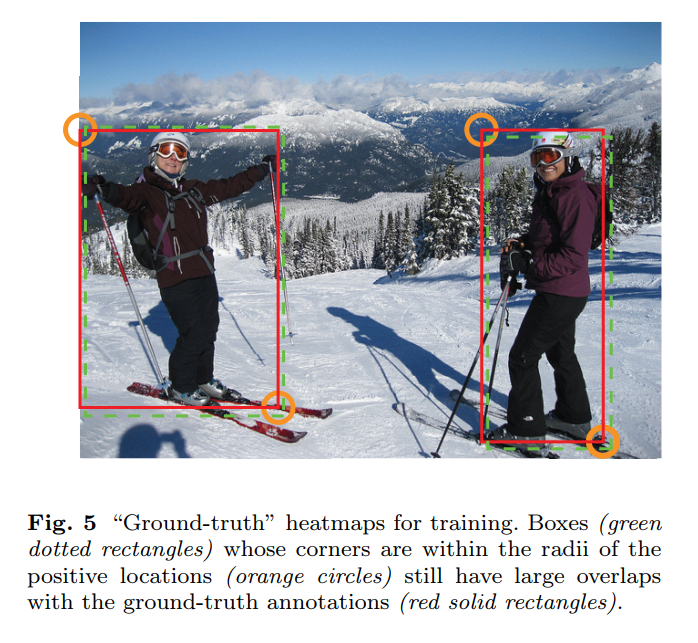 Fig. 5 “Ground-truth” heatmaps for training. Boxes (green
dotted rectangles) whose corners are within the radii of the
positive locations (orange circles) still have large overlaps
with the ground-truth annotations (red solid rectangles).